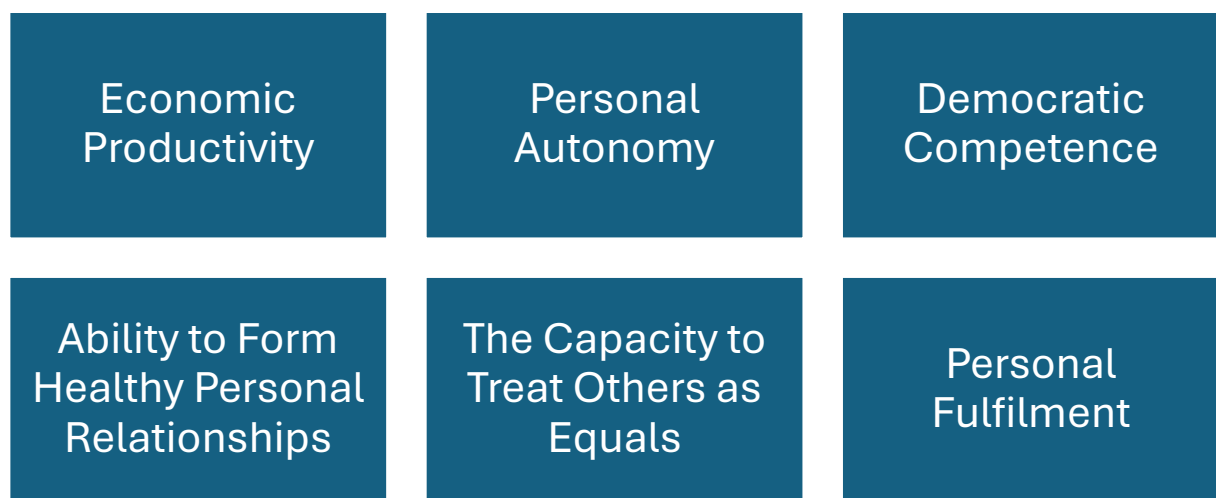 Economic
Productivity
Personal
Autonomy
Democratic
Competence
Ability to Form
Healthy Personal
Relationships
The Capacity to
Treat Others as
Equals
Personal
Fulfilment